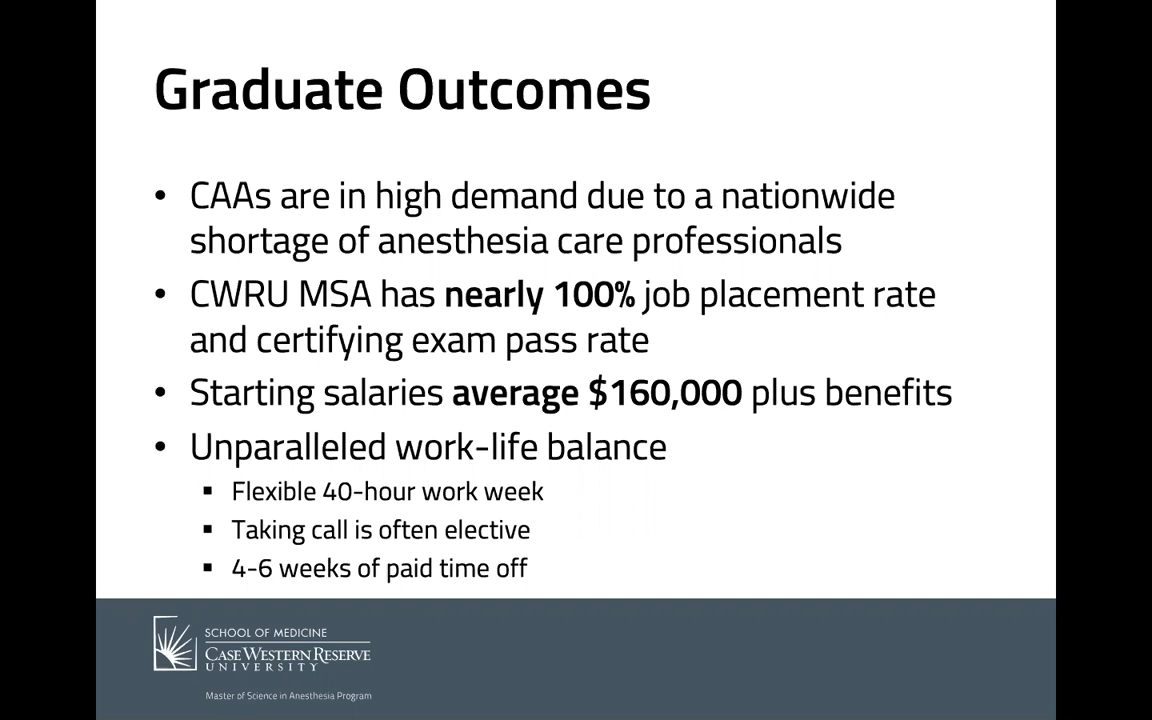 Graduate Outcomes
• CAAs are in high demand due to a nationwide
shortage of anesthesia care professionals
• CWRU MSA has nearly 100% job placement rate
and certifying exam pass rate
• Starting salaries average $160,000 plus benefits
• Unparalleled work-life balance
▪ Flexible 40-hour work week
▪ Taking call is often elective
▪ 4-6 weeks of paid time off
SCHOOL OF MEDICINE
CASE WESTERN RESERVE
UNIVERSITY
Master of Science in Anesthesia Program